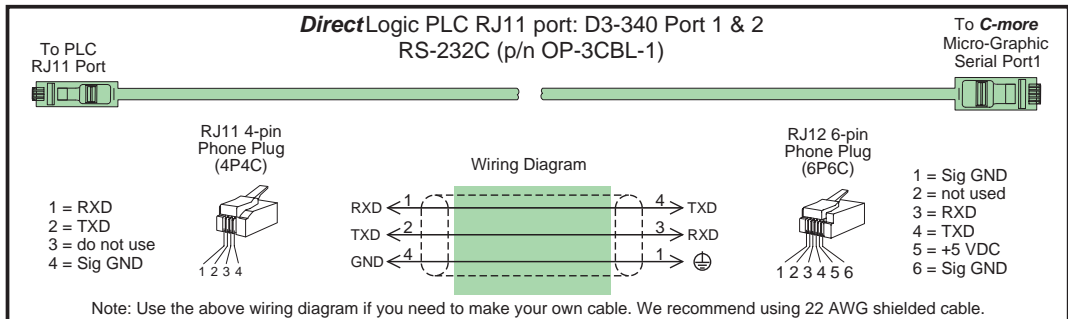 DirectLogic PLC RJ11 port: D3-340 Port 1 & 2
RS-232C (p/n OP-3CBL-1)
To PLC
RJ11 Port
To C-more
Micro-Graphic
Serial Port1
RJ11 4-pin
Phone Plug
(4P4C)
1 = RXD
2 = TXD
3 = do not use
4 = Sig GND
1 2 3 4
Wiring Diagram
RXD 1 4 TXD
TXD 2 3 RXD
GND 4 1
RJ12 6-pin
Phone Plug
(6P6C)
1 2 3 4 5 6
1 = Sig GND
2 = not used
3 = RXD
4 = TXD
5 = +5 VDC
6 = Sig GND
Note: Use the above wiring diagram if you need to make your own cable. We recommend using 22 AWG shielded cable.